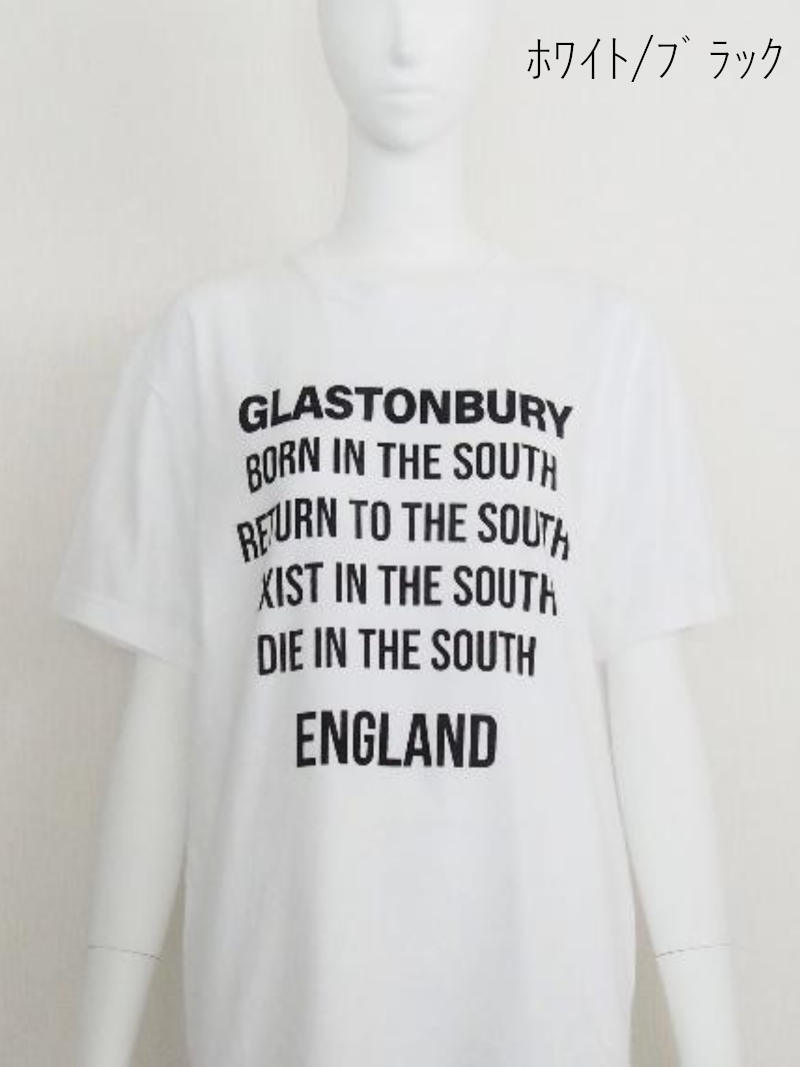 ﾎﾜｲﾄ/ﾌﾞﾗｯｸ
GLASTONBURY
BORN IN THE SOUTH
RETURN TO THE SOUTH
XIST IN THE SOUTH
DIE IN THE SOUTH
ENGLAND